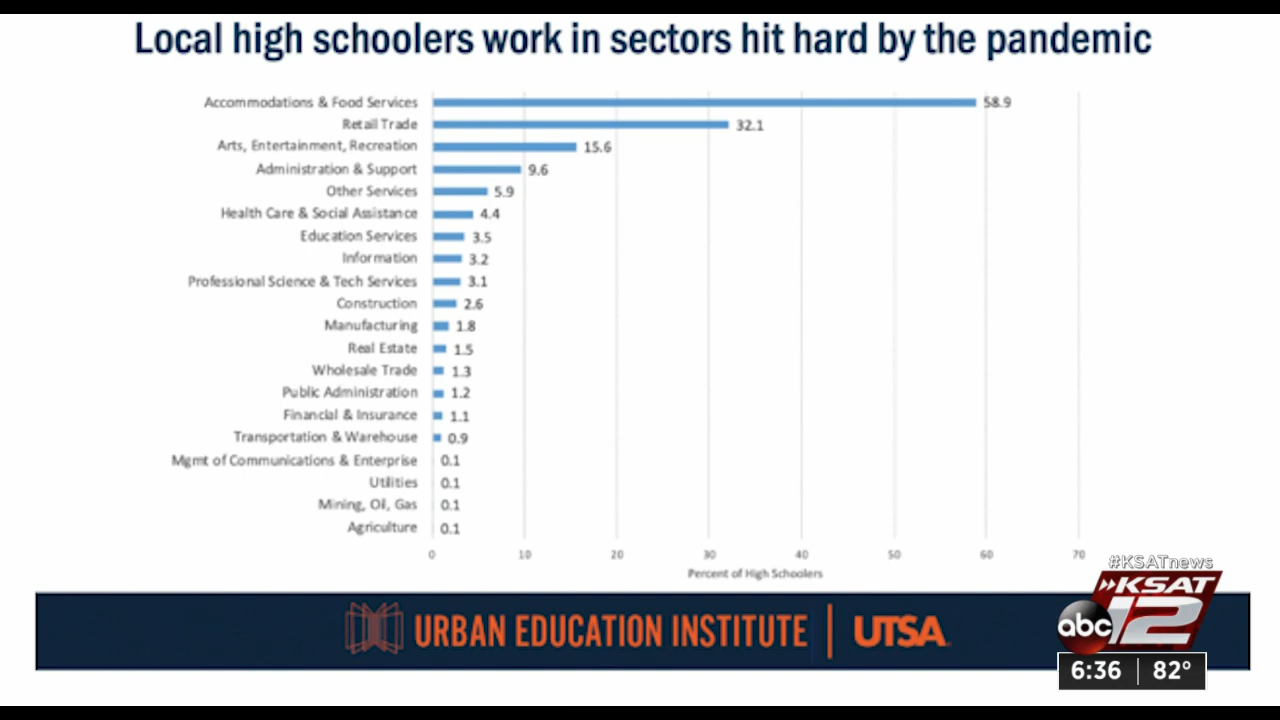 Local high schoolers work in sectors hit hard by the pandemic
Accommodations & Food Services 58.9
Retail Trade 32.1
Arts, Entertainment, Recreation 15.6
Administration & Support 9.6
Other Services 5.9
Health Care & Social Assistance 4.4
Education Services 3.5
Information 3.2
Professional Science & Tech Services 3.1
Construction 2.6
Manufacturing 1.8
Real Estate 1.5
Wholesale Trade 1.3
Public Administration 1.2
Financial & Insurance 1.1
Transportation & Warehouse 0.9
Mgmt of Communications & Enterprise 0.1
Utilities 0.1
Mining, Oil, Gas 0.1
Agriculture 0.1
0 10 20 30 40 50 60 70
Percent of High Schoolers
#KSATnews
KSAT
abc 12
URBAN EDUCATION INSTITUTE | UTSA
6:36 | 82°